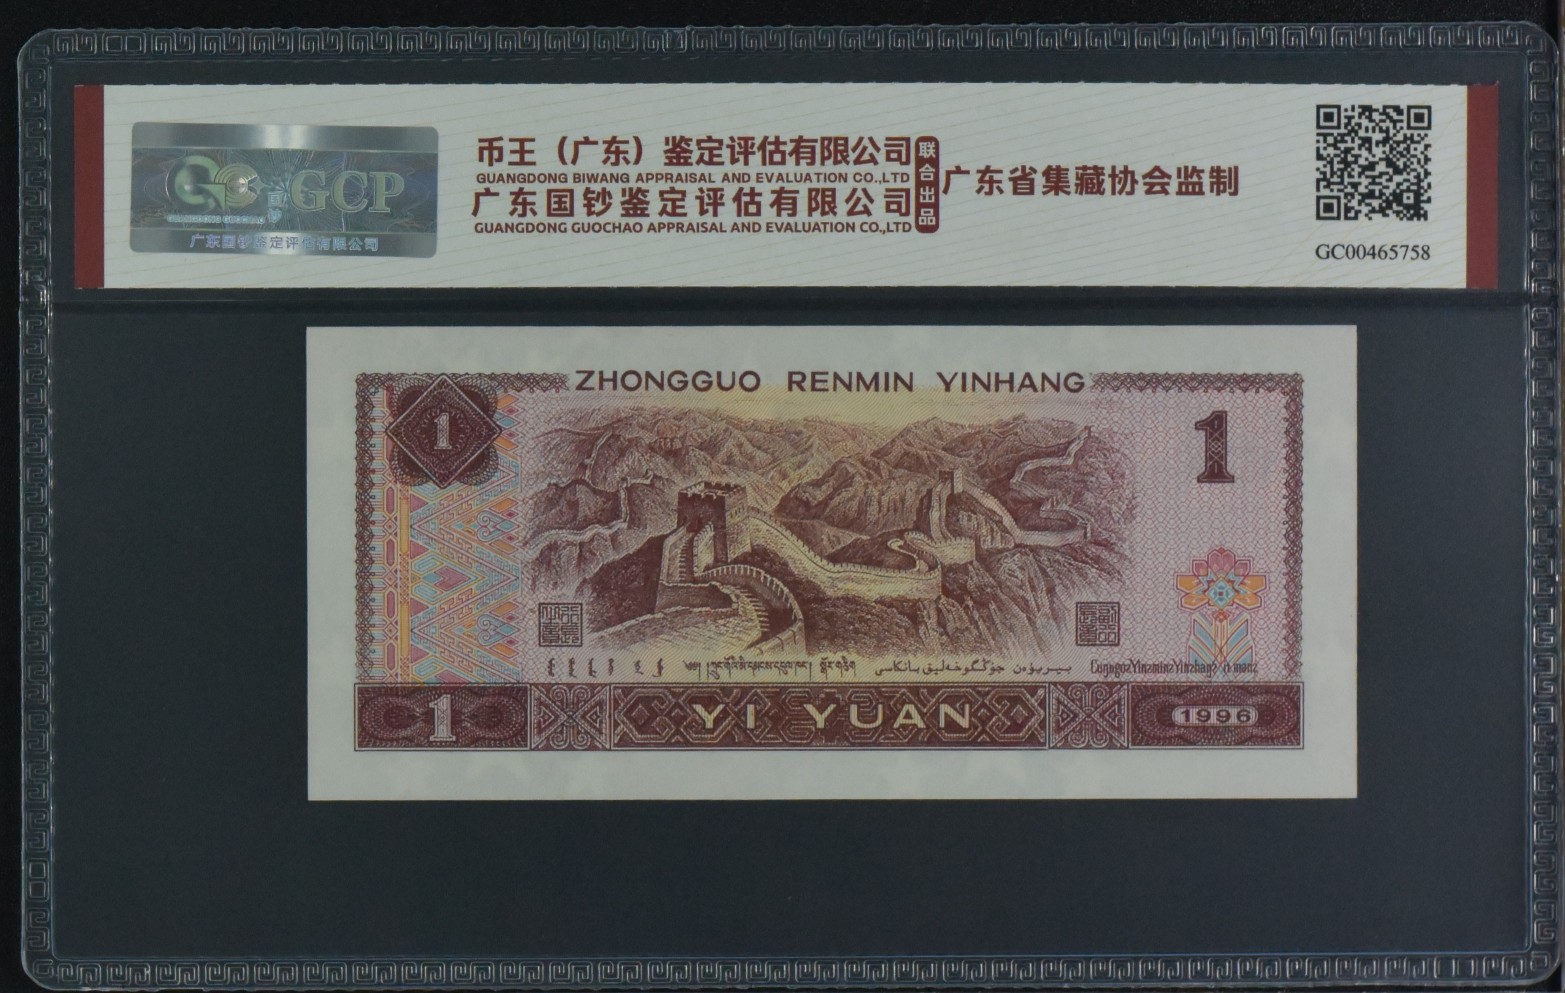 GCP
广东国钞鉴定评估有限公司
币王（广东）鉴定评估有限公司
GUANGDONG BIWANG APPRAISAL AND EVALUATION CO.,LTD
广东国钞鉴定评估有限公司
GUANGDONG GUOCHAO APPRAISAL AND EVALUATION CO.,LTD
联合出品
广东省集藏协会监制
GC00465758
ZHONGGUO RENMIN YINHANG
1
1
1
YI YUAN
1996